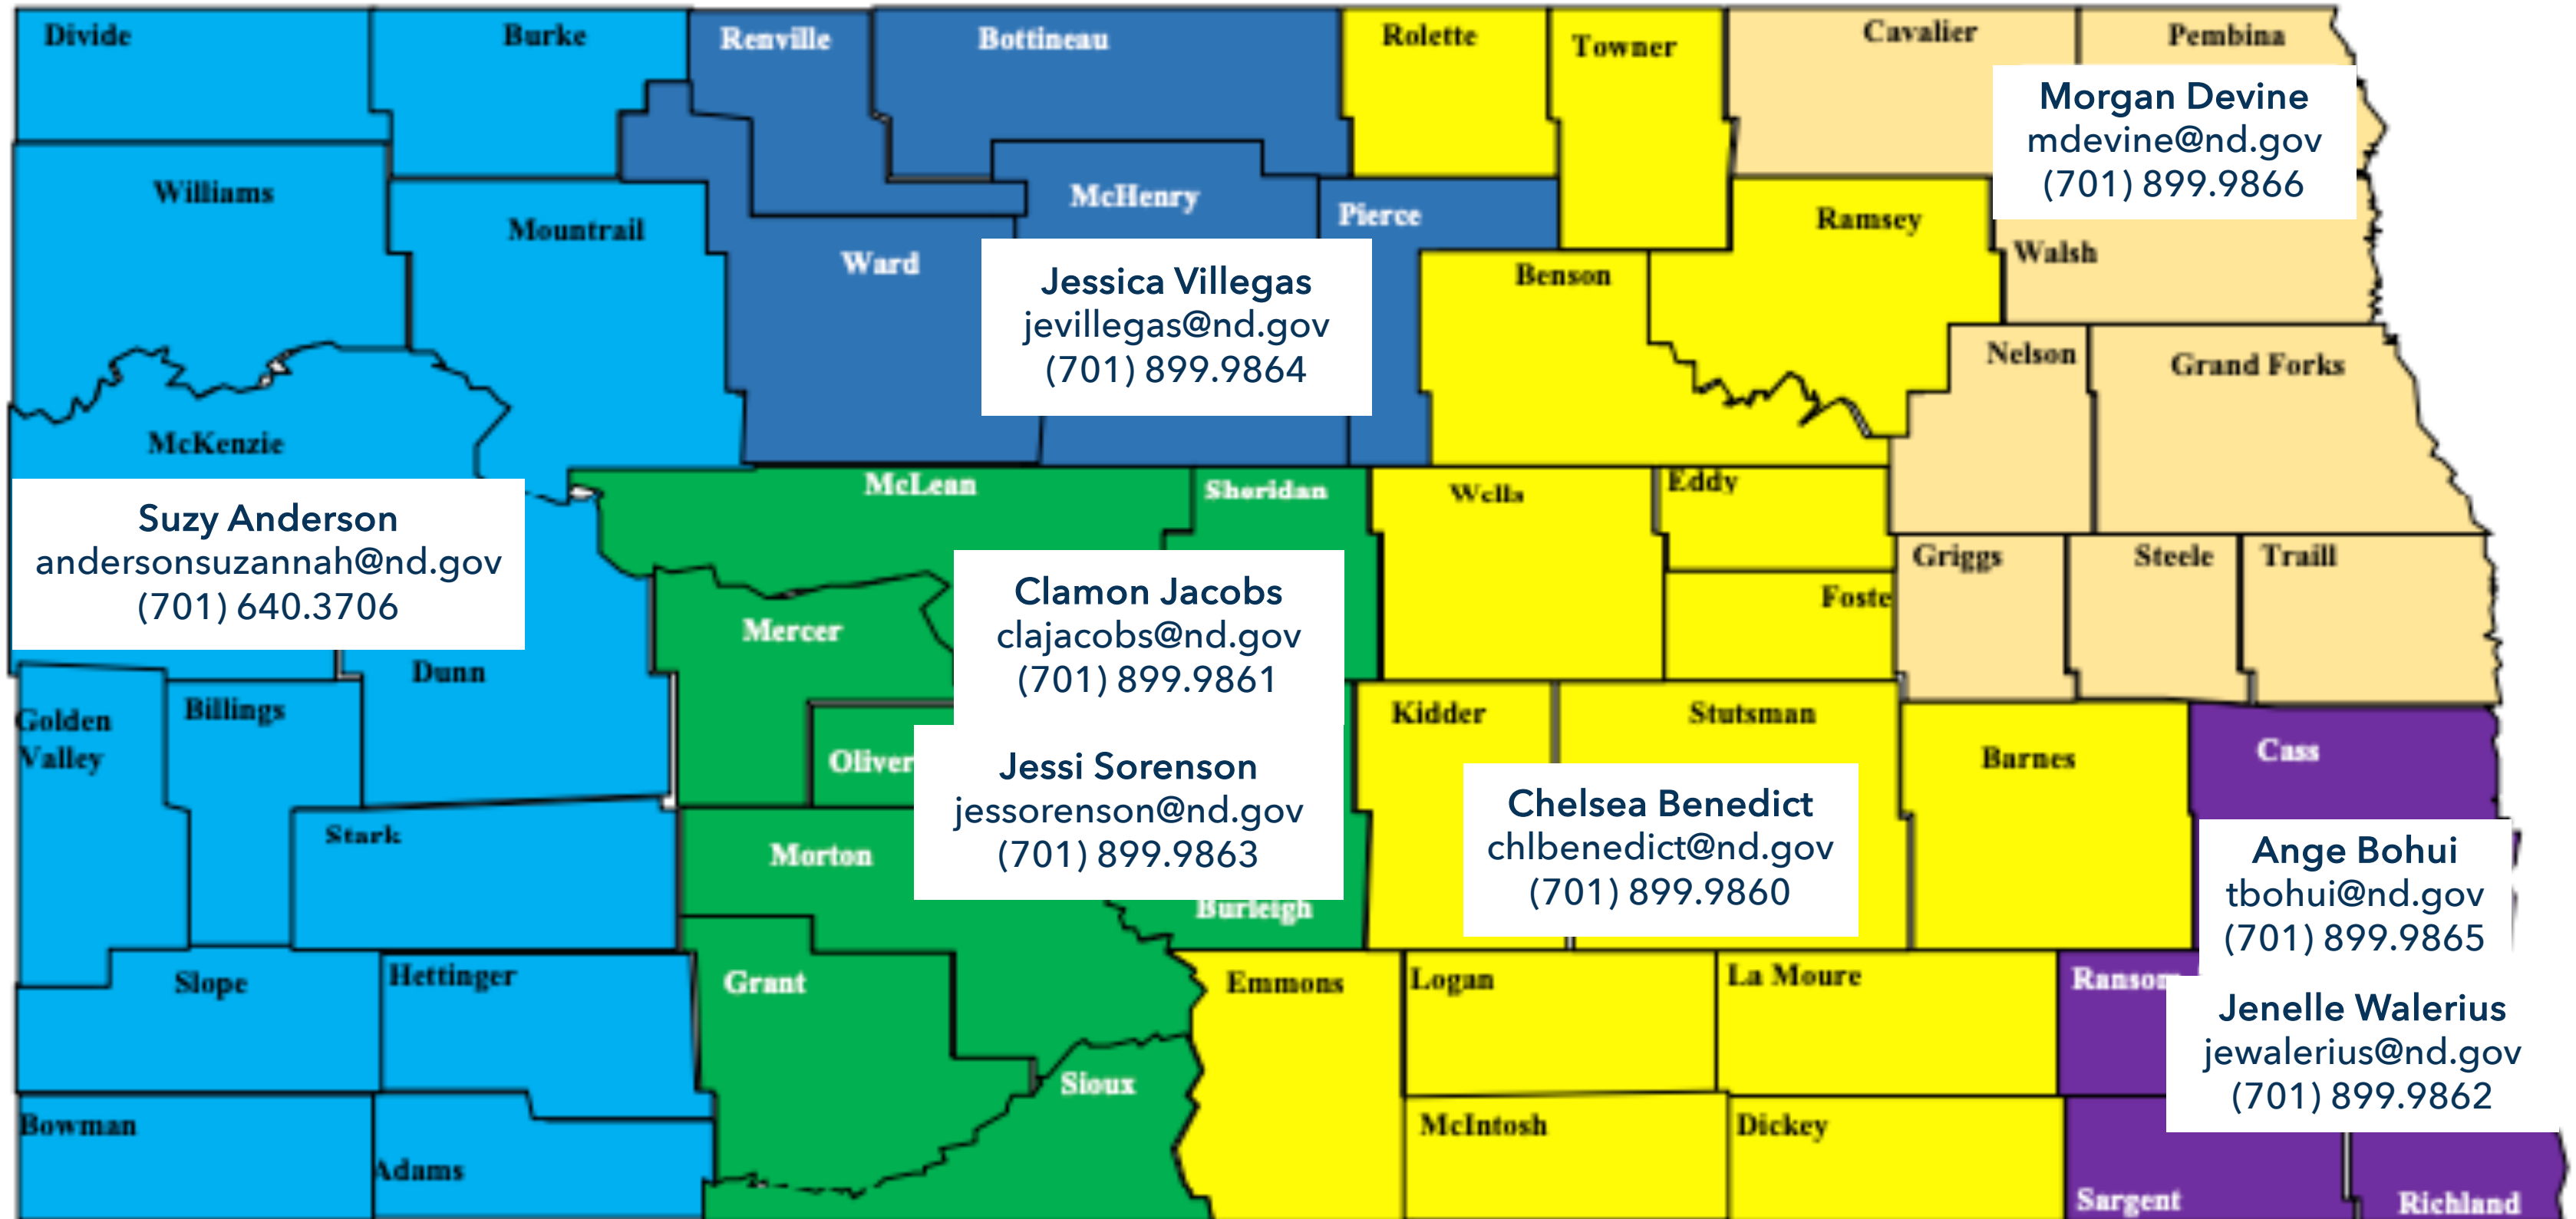 Divide
Burke
Renville
Bottineau
Rolette
Towner
Cavalier
Pembina
Morgan Devine
mdevine@nd.gov
(701) 899.9866
Williams
Mountrail
Ward
McHenry
Pierce
Ramsey
Walsh
Benson
Jessica Villegas
jevillegas@nd.gov
(701) 899.9864
Nelson
Grand Forks
McKenzie
Suzy Anderson
andersonsuzannah@nd.gov
(701) 640.3706
McLean
Sheridan
Wells
Eddy
Foste
Griggs
Steele
Traill
Mercer
Clamon Jacobs
clajacobs@nd.gov
(701) 899.9861
Dunn
Golden
Valley
Billings
Oliver
Jessi Sorenson
jessorenson@nd.gov
(701) 899.9863
Kidder
Stutsman
Barnes
Cass
Chelsea Benedict
chlbenedict@nd.gov
(701) 899.9860
Ange Bohui
tbohui@nd.gov
(701) 899.9865
Stark
Morton
Burleigh
Slope
Hettinger
Grant
Emmons
Logan
La Moure
Ransom
Jenelle Walerius
jewalerius@nd.gov
(701) 899.9862
Bowman
Adams
Sioux
McIntosh
Dickey
Sargent
Richland